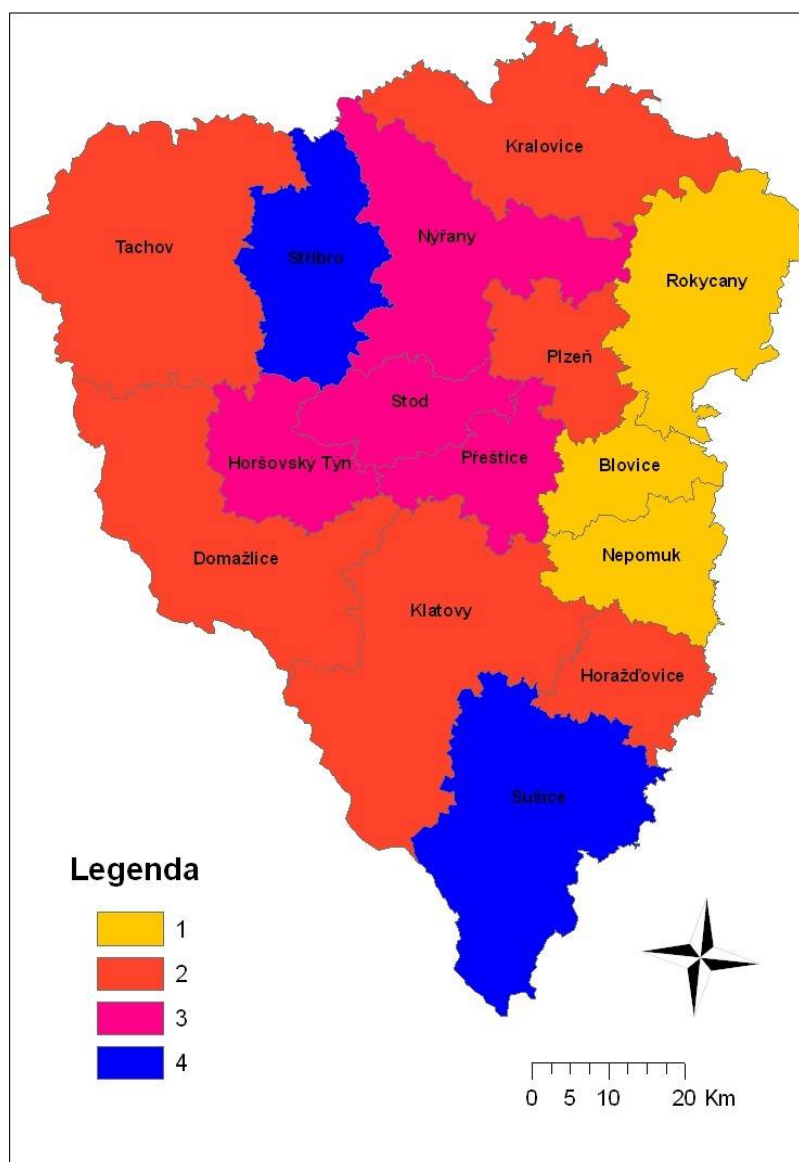 Kralovice
Tachov
Stříbro
Nýřany
Rokycany
Plzeň
Stod
Horšovský Týn
Přeštice
Blovice
Domažlice
Nepomuk
Klatovy
Horažďovice
Sušice
Legenda
1
2
3
4
0 5 10 20 Km